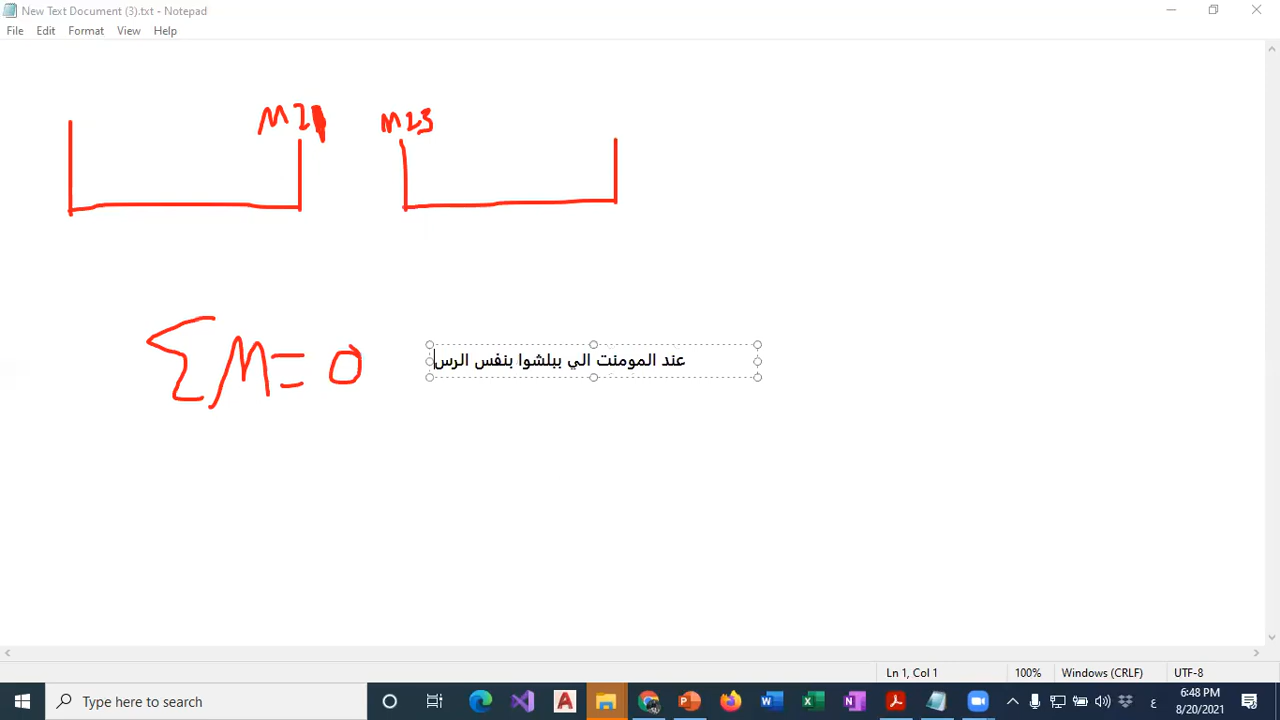 New Text Document (3).txt - Notepad
File Edit Format View Help
M21 M23
∑M=0 عند المومنت الي ببلشوا بنفس الرس
Ln 1, Col 1 100% Windows (CRLF) UTF-8
Type here to search
ع 6:48 PM
8/20/2021